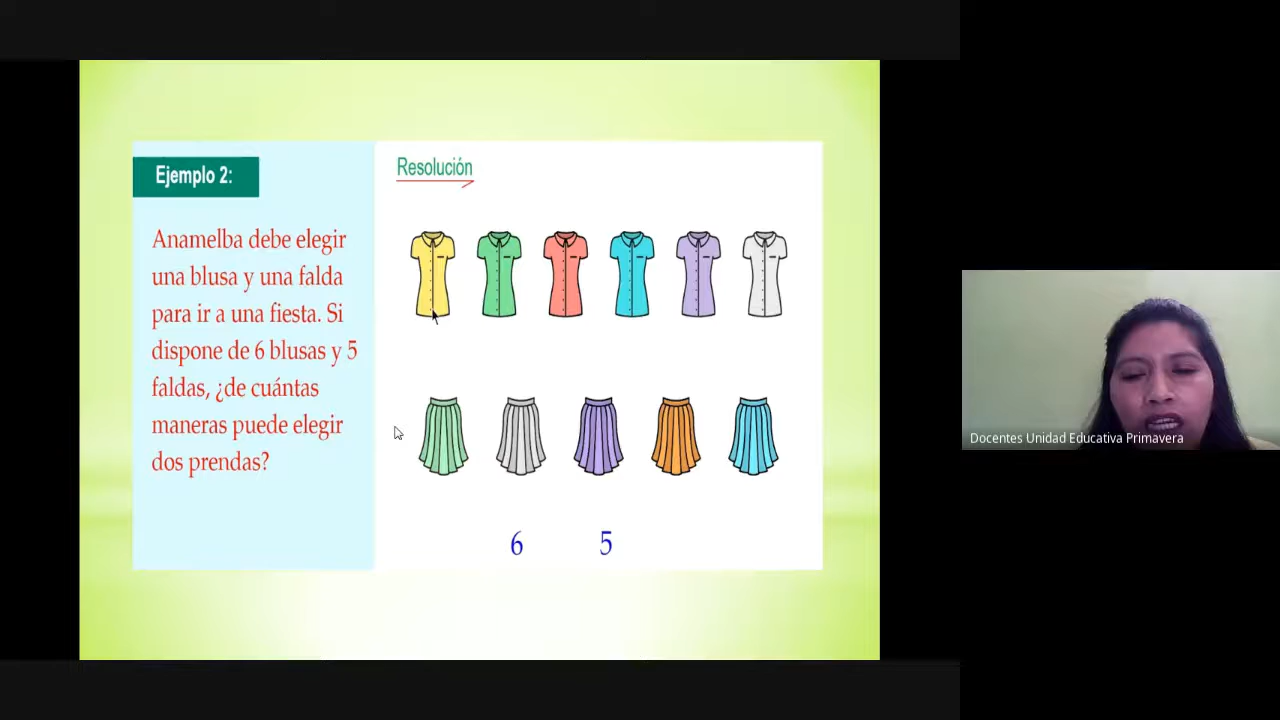 Ejemplo 2:
Anamelba debe elegir
una blusa y una falda
para ir a una fiesta. Si
dispone de 6 blusas y 5
faldas, ¿de cuántas
maneras puede elegir
dos prendas?
Resolución
6 5
Docentes Unidad Educativa Primavera